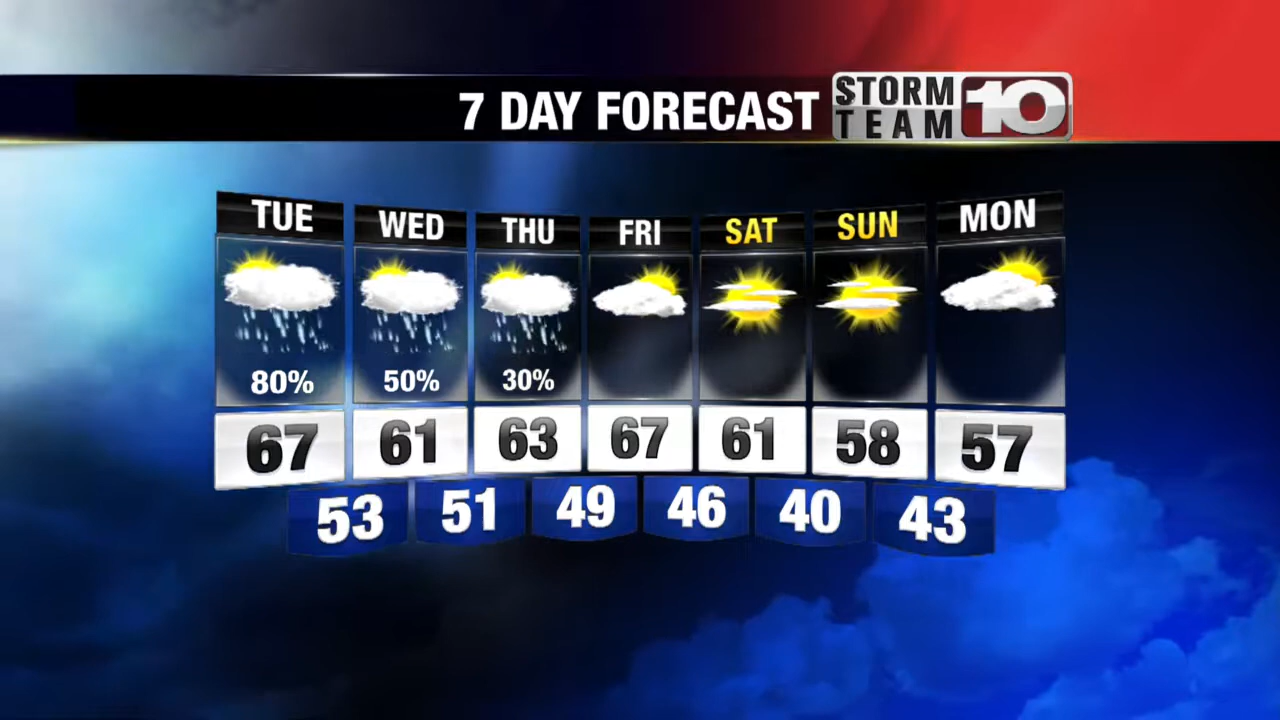 7 DAY FORECAST STORM TEAM 10
TUE WED THU FRI SAT SUN MON
80% 50% 30%
67 61 63 67 61 58 57
53 51 49 46 40 43